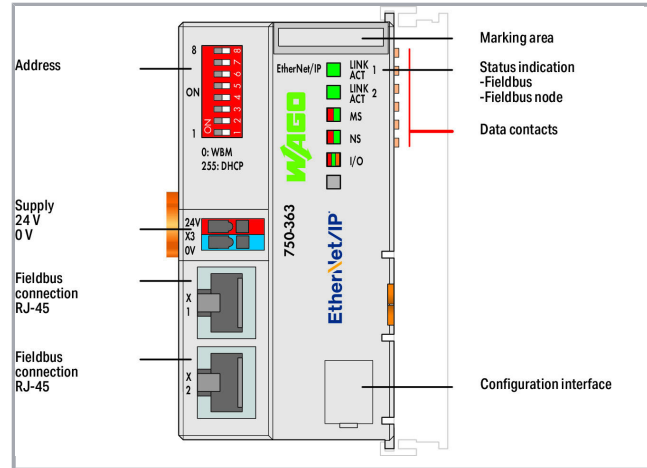 Address
Supply
24 V
0 V
Fieldbus
connection
RJ-45
Fieldbus
connection
RJ-45
8
ON
1
ON
1 2 3 4 5 6 7 8
0: WBM
255: DHCP
24V
X3
0V
X
1
X
2
EtherNet/IP
LINK
ACT 1
LINK
ACT 2
MS
NS
I/O
WAGO
750-363
EtherNet/IP
Marking area
Status indication
-Fieldbus
-Fieldbus node
Data contacts
Configuration interface